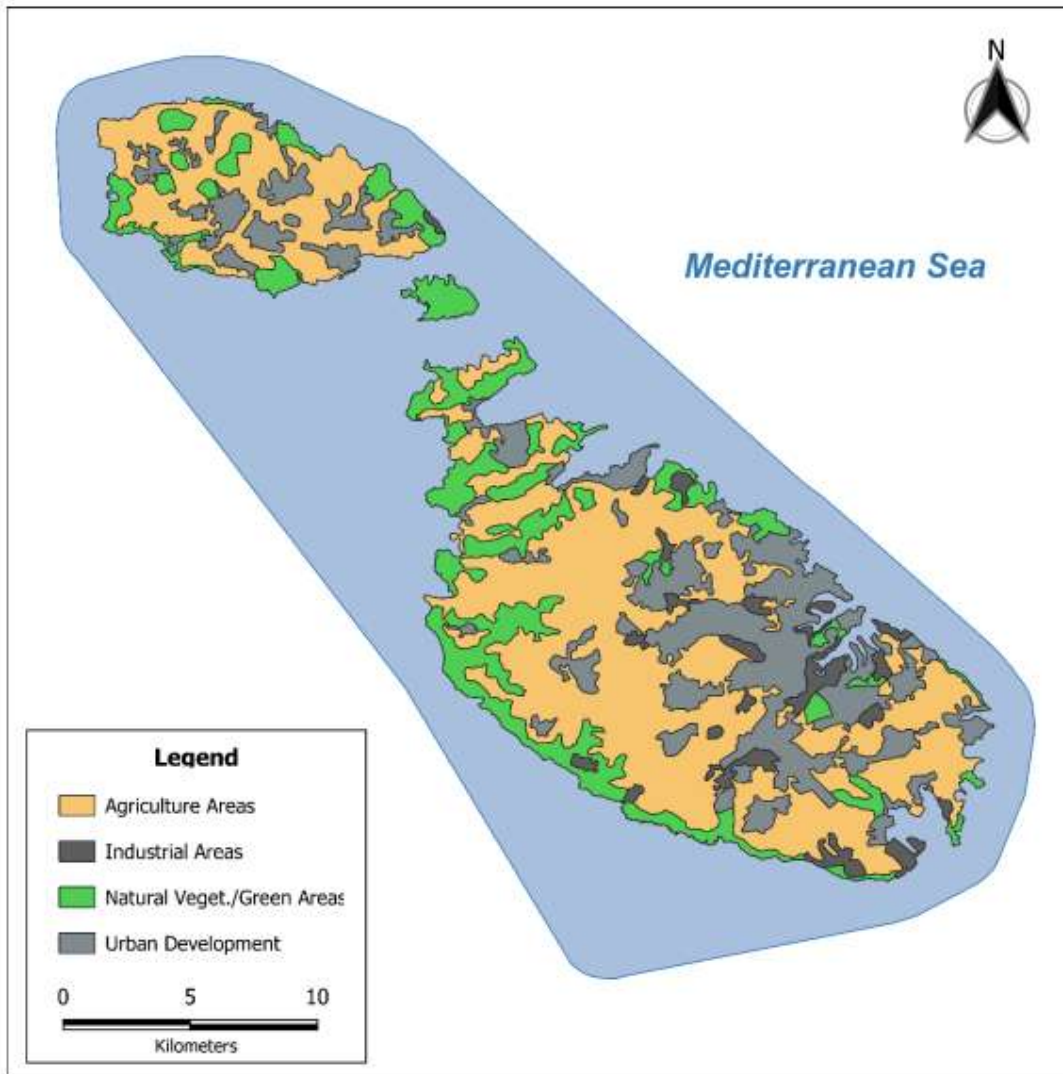 N
Mediterranean Sea
Legend
Agriculture Areas
Industrial Areas
Natural Veget./Green Areas
Urban Development
0 5 10
Kilometers